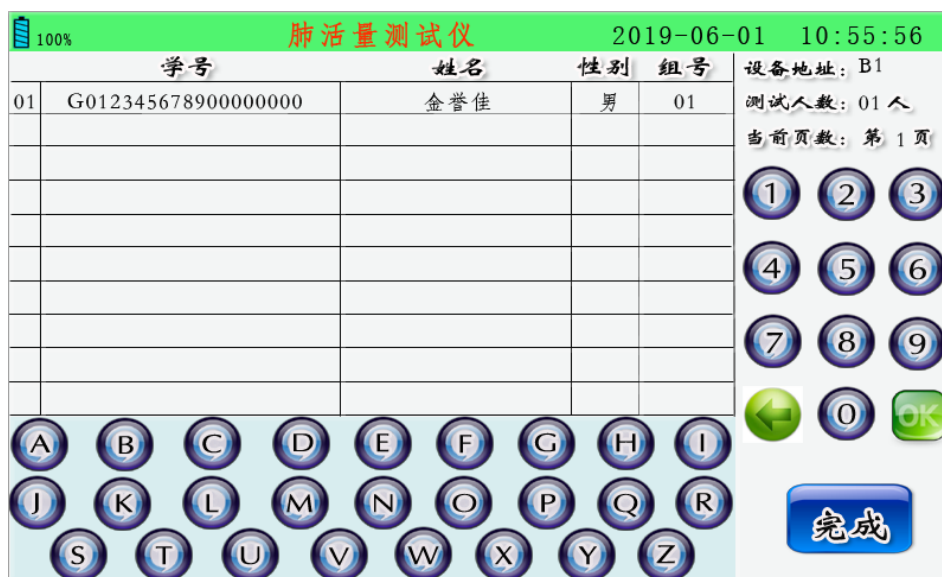 100% 肺活量测试仪 2019-06-01 10:55:56
学号 姓名 性别 组号 设备地址: B1
01 G012345678900000000 金誉佳 男 01 测试人数: 01 人
当前页数: 第 1 页
1 2 3
4 5 6
7 8 9
0 OK
A B C D E F G H I
J K L M N O P Q R
S T U V W X Y Z
完成